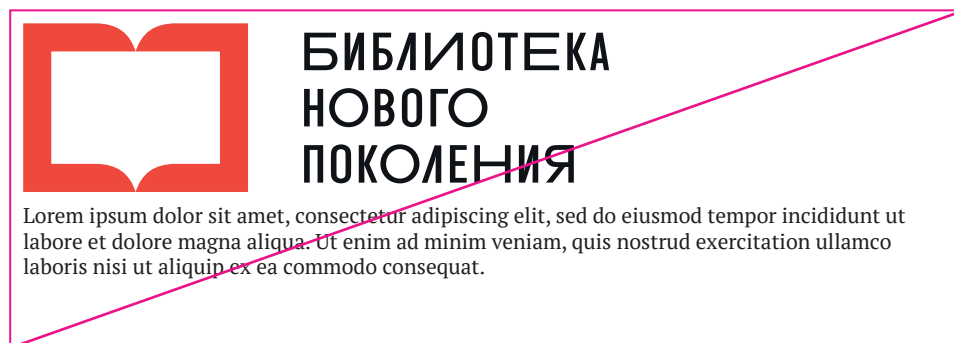 БИБЛИОТЕКА
НОВОГО
ПОКОЛЕНИЯ
Lorem ipsum dolor sit amet, consectetur adipiscing elit, sed do eiusmod tempor incididunt ut
labore et dolore magna aliqua. Ut enim ad minim veniam, quis nostrud exercitation ullamco
laboris nisi ut aliquip ex ea commodo consequat.